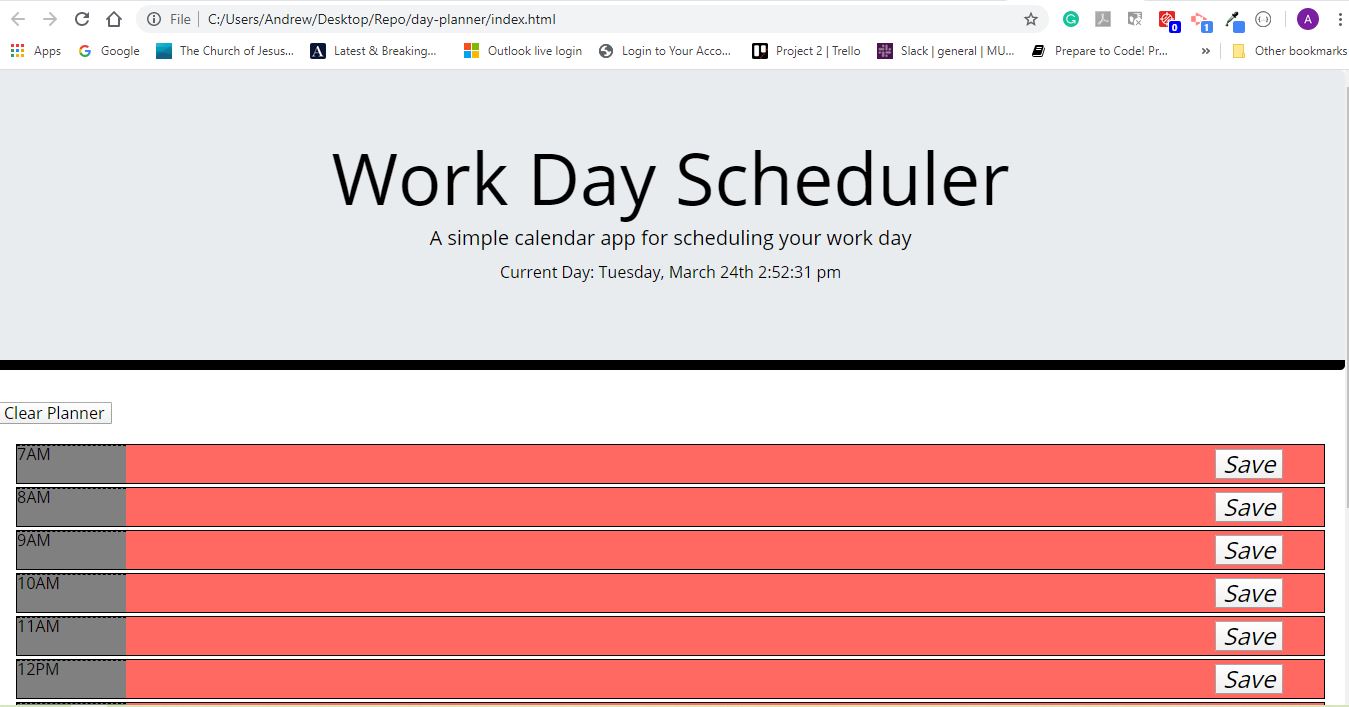 File C:/Users/Andrew/Desktop/Repo/day-planner/index.html 0 1 A
Apps Google The Church of Jesus... A Latest & Breaking... Outlook live login Login to Your Acco... Project 2 | Trello Slack | general | MU... Prepare to Code! Pr... » Other bookmarks
Work Day Scheduler
A simple calendar app for scheduling your work day
Current Day: Tuesday, March 24th 2:52:31 pm
Clear Planner
7AM Save
8AM Save
9AM Save
10AM Save
11AM Save
12PM Save